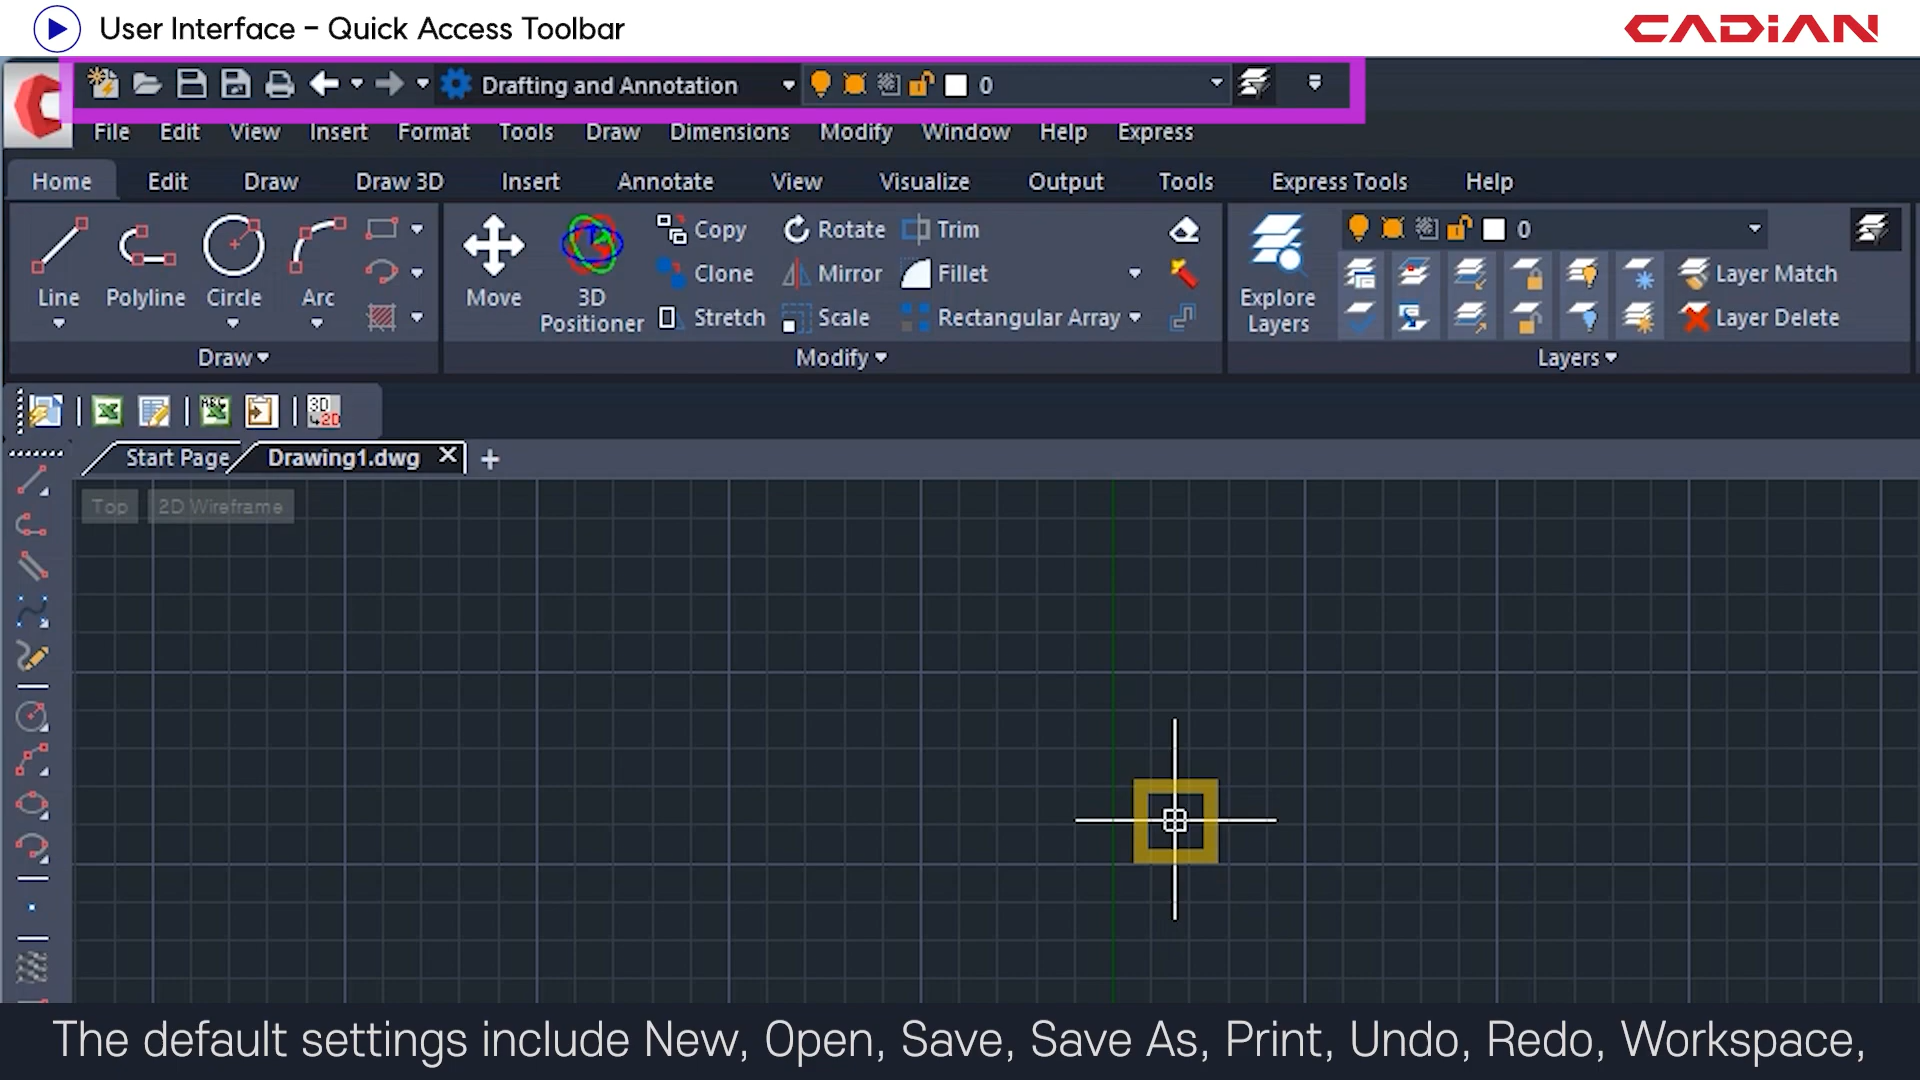 User Interface – Quick Access Toolbar
CADiAN
Drafting and Annotation
0
File Edit View Insert Format Tools Draw Dimensions Modify Window Help Express
Home Edit Draw Draw 3D Insert Annotate View Visualize Output Tools Express Tools Help
Copy Rotate Trim
0
Clone Mirror Fillet
Layer Match
Line Polyline Circle Arc
Move 3D Positioner
Stretch Scale Rectangular Array
Explore Layers
Layer Delete
Draw
Modify
Layers
ABC
3D
2D
Start Page
Drawing1.dwg
Top
2D Wireframe
The default settings include New, Open, Save, Save As, Print, Undo, Redo, Workspace,